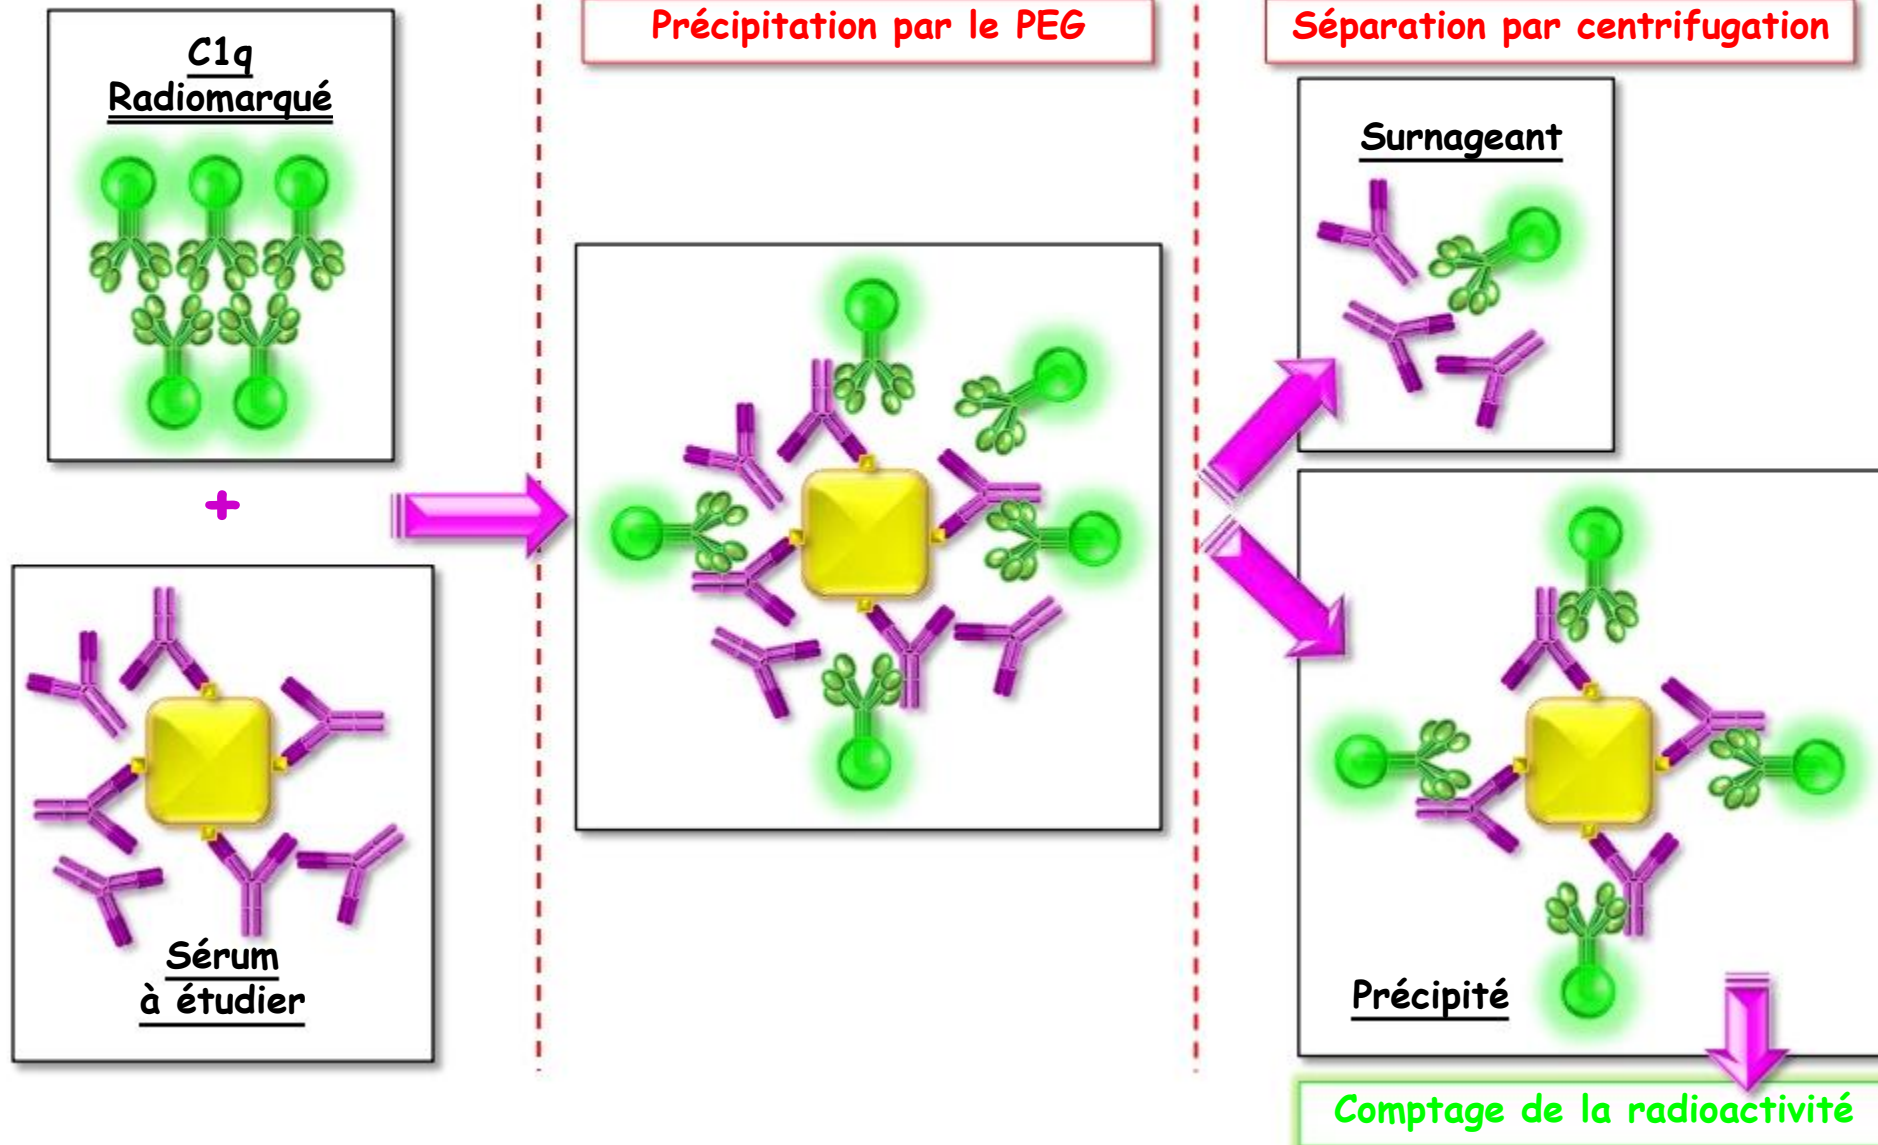 C1q
Radiomarqué
+
Sérum
à étudier
Précipitation par le PEG
Séparation par centrifugation
Surnageant
Précipité
Comptage de la radioactivité